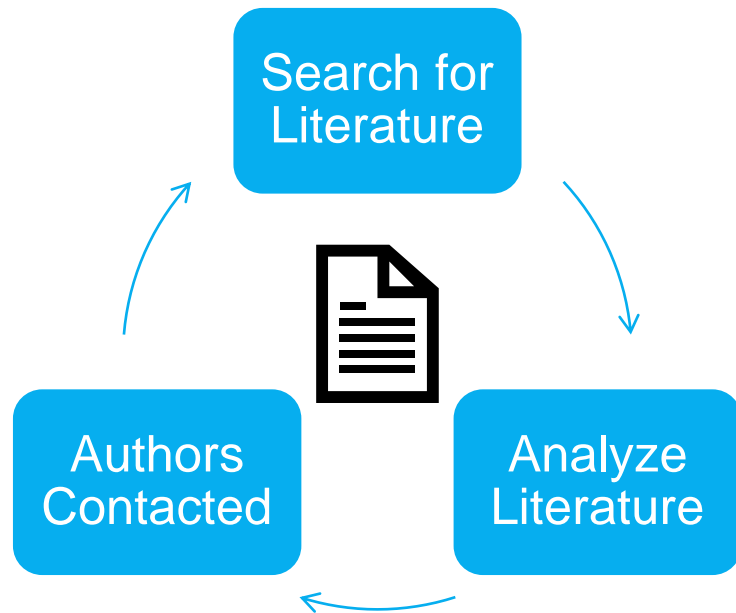 Search for
Literature
Analyze
Literature
Authors
Contacted